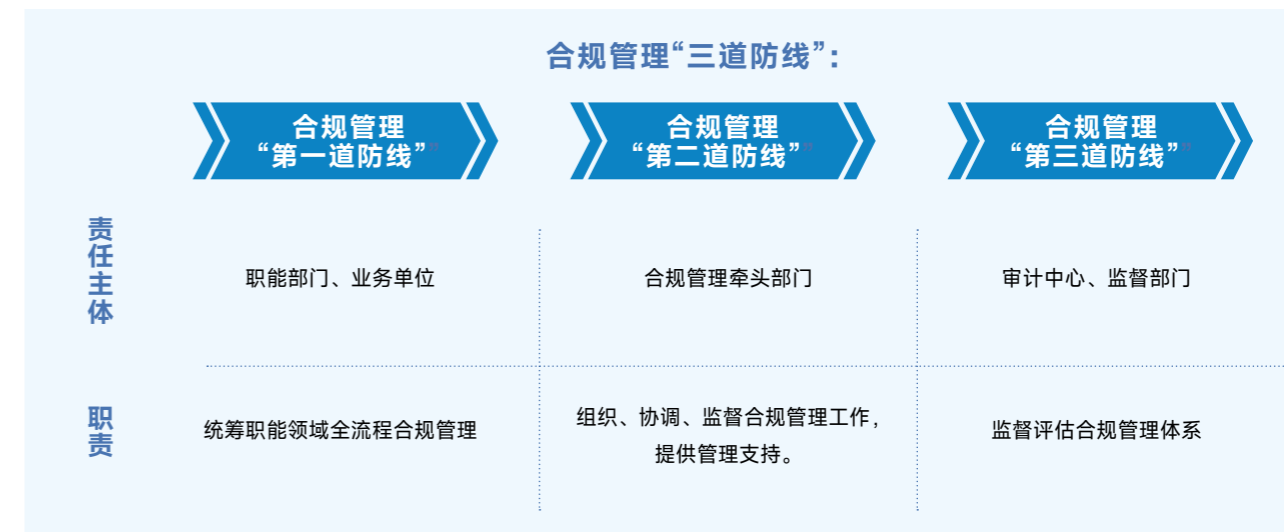 合规管理“三道防线”:
合规管理
“第一道防线””
合规管理
“第二道防线””
合规管理
“第三道防线””
责任主体
职能部门、业务单位
合规管理牵头部门
审计中心、监督部门
职责
统筹职能领域全流程合规管理
组织、协调、监督合规管理工作，
提供管理支持。
监督评估合规管理体系